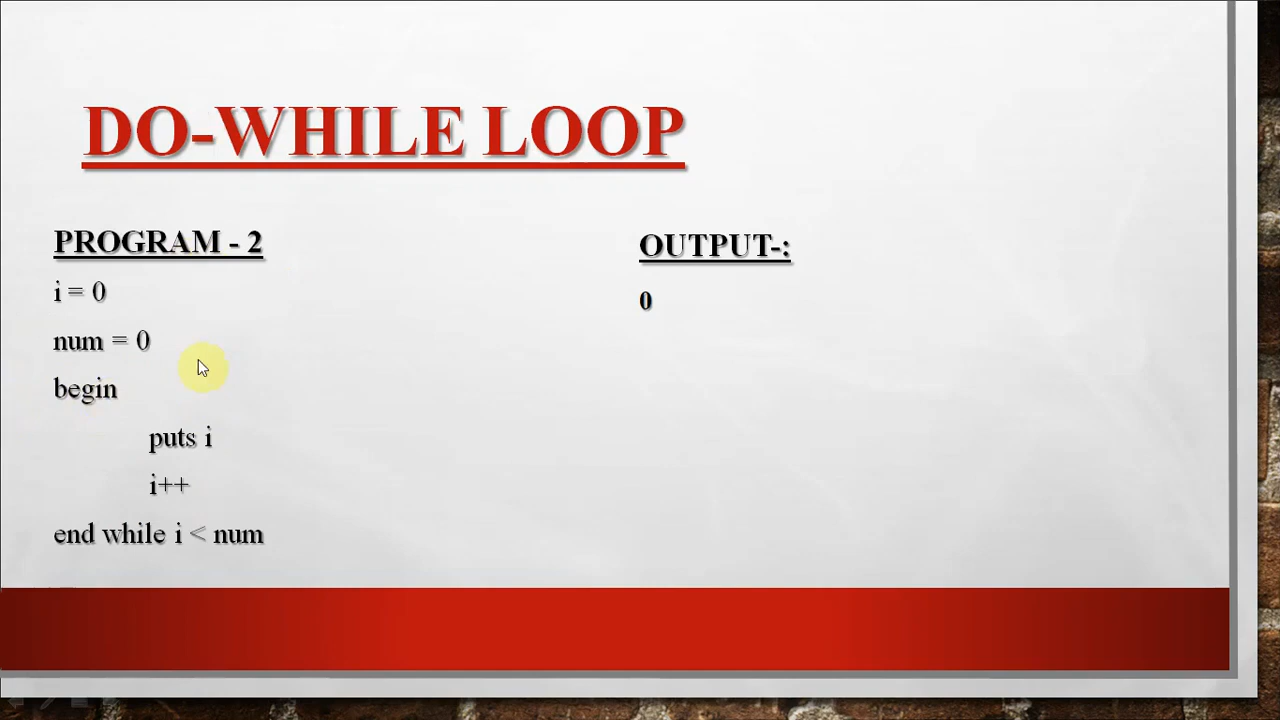 DO-WHILE LOOP
PROGRAM - 2
i = 0
num = 0
begin
puts i
i++
end while i < num
OUTPUT-:
0